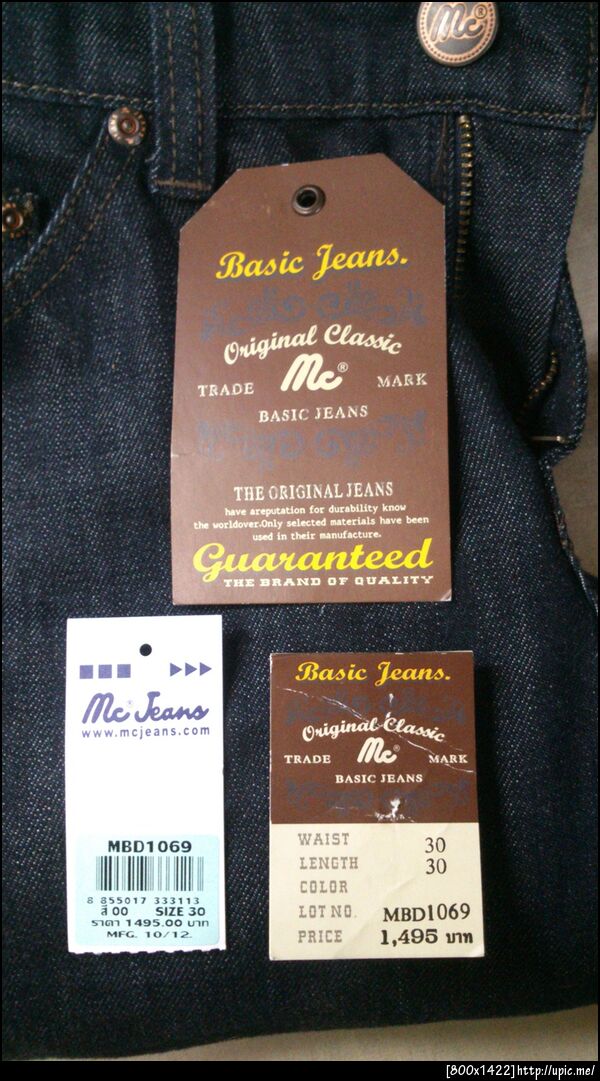 Mc®
Basic Jeans.
Original Classic
TRADE Mc® MARK
BASIC JEANS
THE ORIGINAL JEANS
have areputation for durability know
the worldover.Only selected materials have been
used in their manufacture.
Guaranteed
THE BRAND OF QUALITY
Mc® Jeans
www.mcjeans.com
MBD1069
8 855017 333113
สี 00 SIZE 30
ราคา 1495.00 บาท
MFG. 10/12.
Basic Jeans.
Original Classic
TRADE Mc® MARK
BASIC JEANS
WAIST 30
LENGTH 30
COLOR
LOT NO. MBD1069
PRICE 1,495 บาท
[800x1422]http://upic.me/